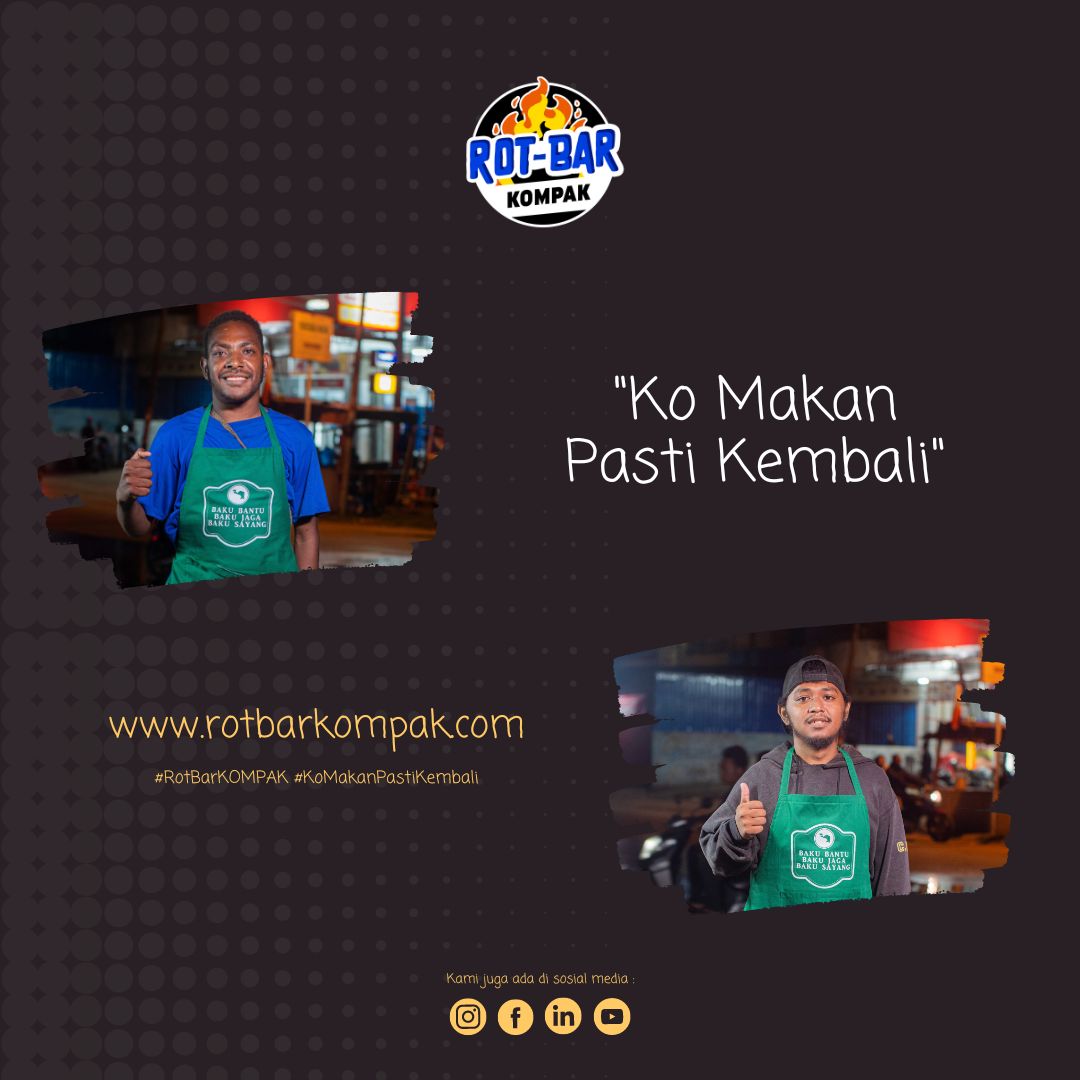 ROT-BAR
KOMPAK
"Ko Makan
Pasti Kembali"
BAKU BANTU
BAKU JAGA
BAKU SAYANG
www.rotbarkompak.com
#RotBarKOMPAK #KoMakanPastiKembali
BAKU BANTU
BAKU JAGA
BAKU SAYANG
Kami juga ada di sosial media :